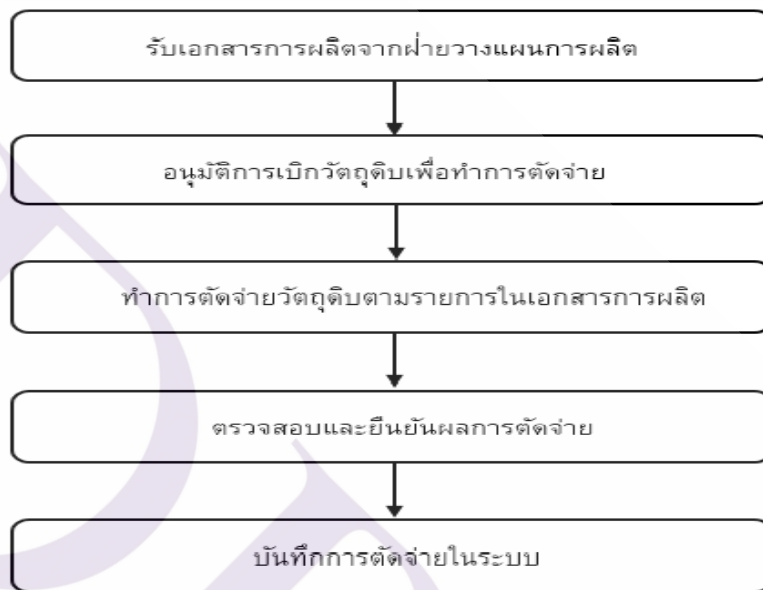 รับเอกสารการผลิตจากฝ่ายวางแผนการผลิต
อนุมัติการเบิกวัตถุดิบเพื่อทำการตัดจ่าย
ทำการตัดจ่ายวัตถุดิบตามรายการในเอกสารการผลิต
ตรวจสอบและยืนยันผลการตัดจ่าย
บันทึกการตัดจ่ายในระบบ